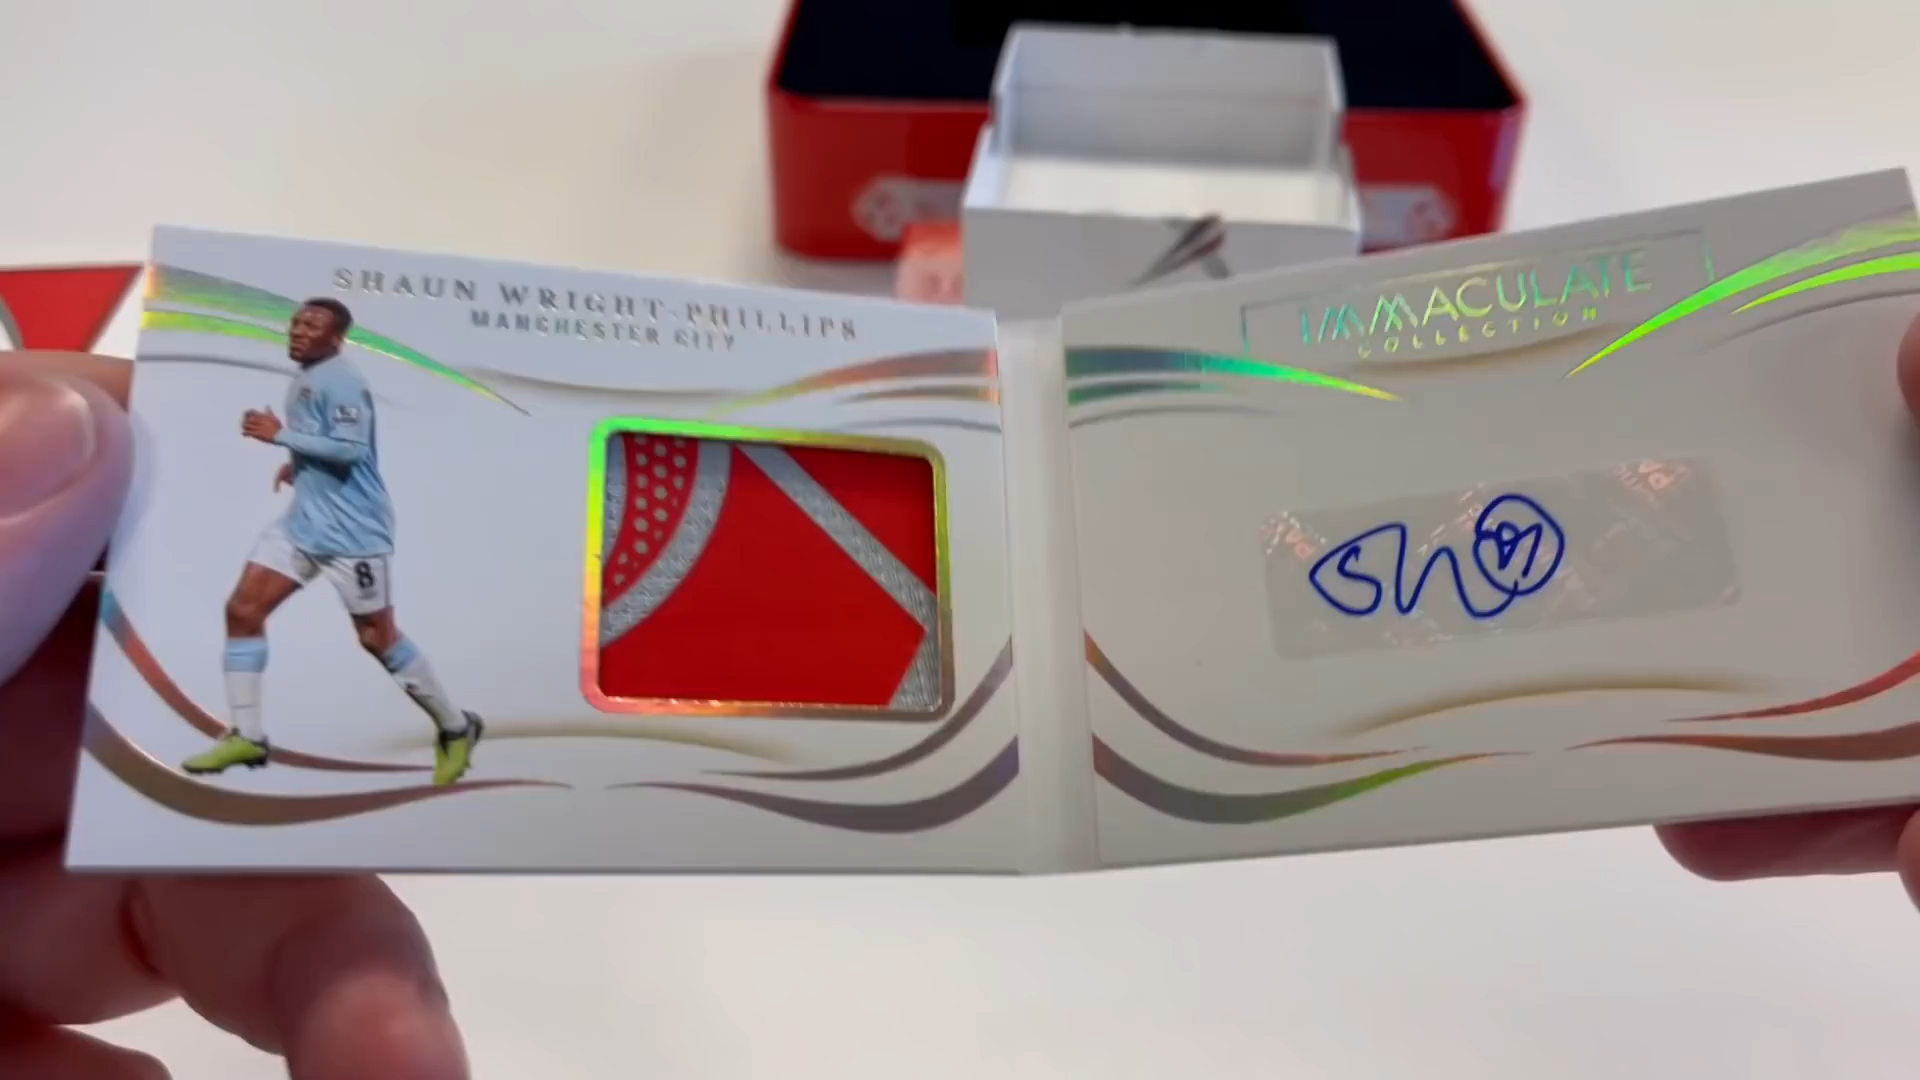 SHAUN WRIGHT-PHILLIPS
MANCHESTER CITY
8
IMMACULATE
COLLECTION